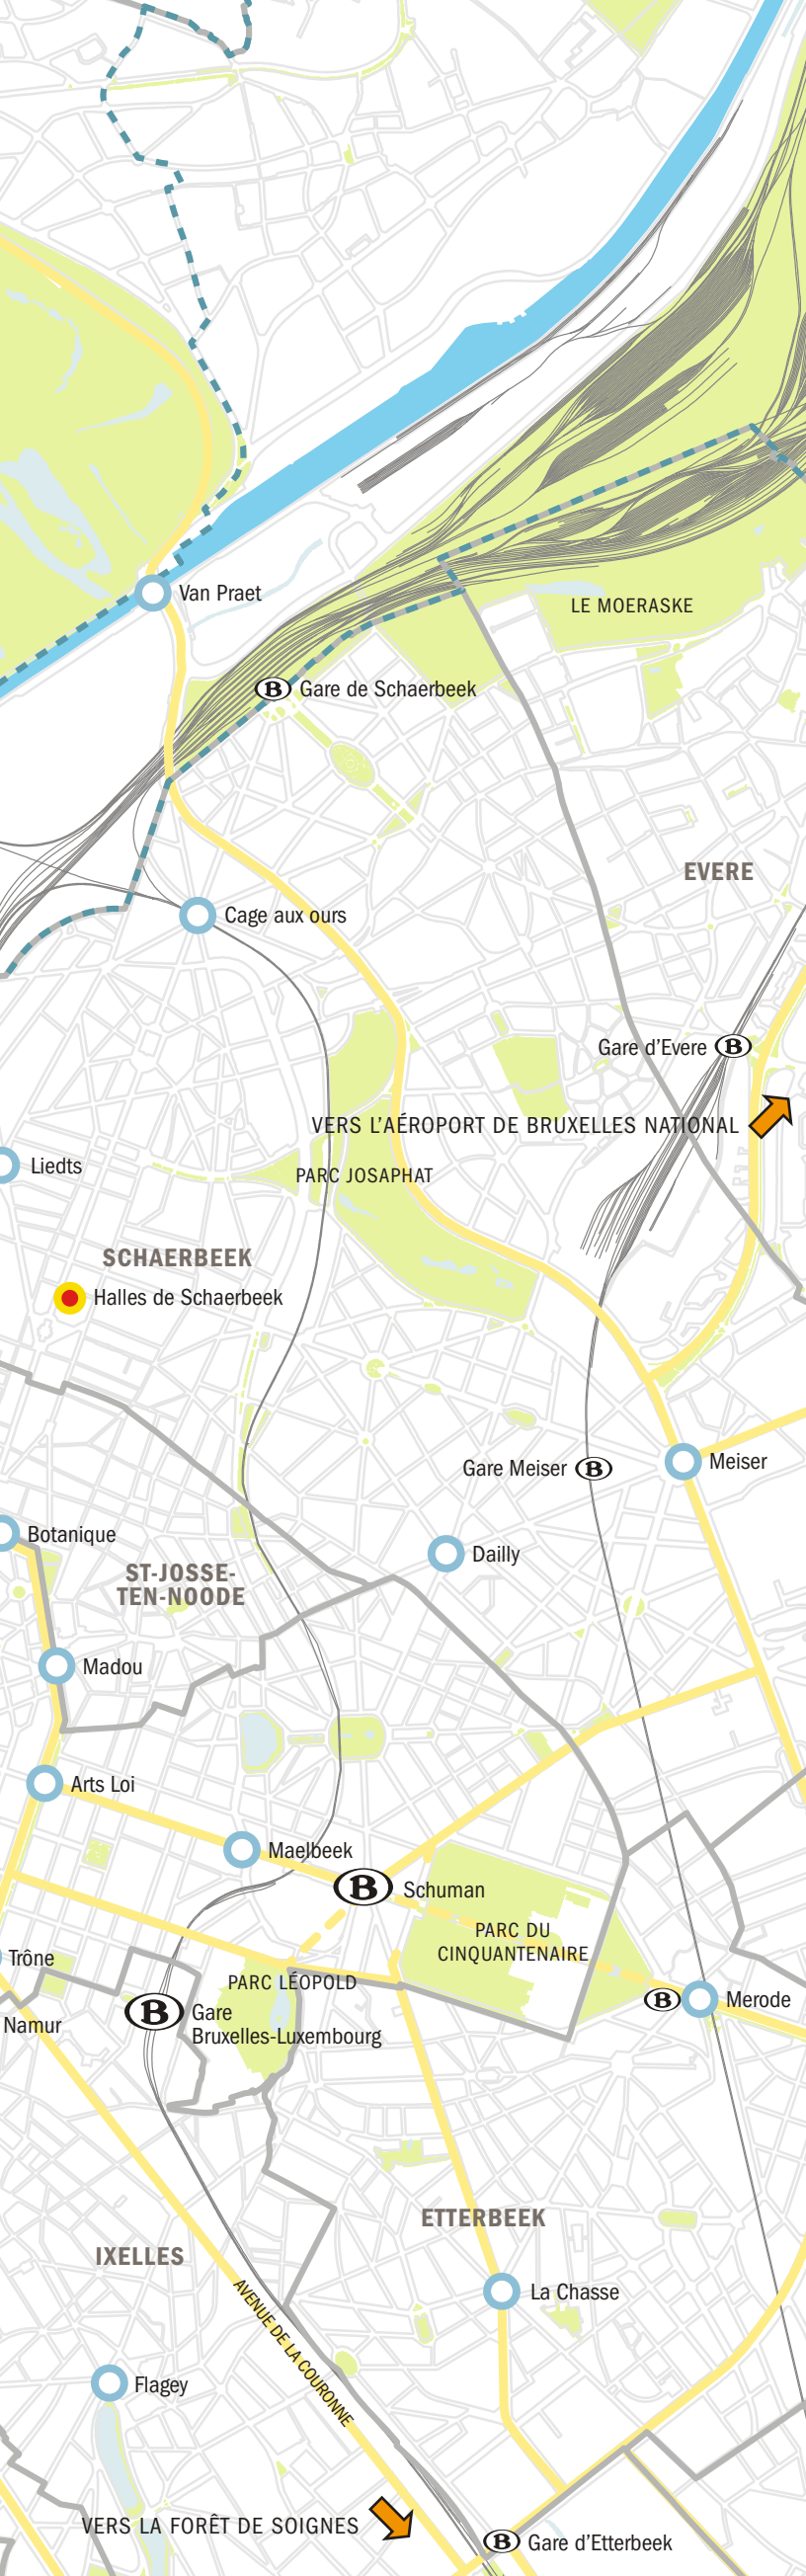 Van Praet
LE MOERASKE
B Gare de Schaerbeek
EVERE
Cage aux ours
Gare d'Evere B
VERS L'AÉROPORT DE BRUXELLES NATIONAL
Liedts
PARC JOSAPHAT
SCHAERBEEK
Halles de Schaerbeek
Meiser
Gare Meiser B
Botanique
Dailly
ST-JOSSE-
TEN-NOODE
Madou
Arts Loi
Maelbeek
B Schuman
PARC DU
CINQUANTENAIRE
Trône
PARC LÉOPOLD
B Merode
B Gare
Bruxelles-Luxembourg
Namur
ETTERBEEK
IXELLES
La Chasse
AVENUE DE LA COURONNE
Flagey
VERS LA FORÊT DE SOIGNES
B Gare d'Etterbeek